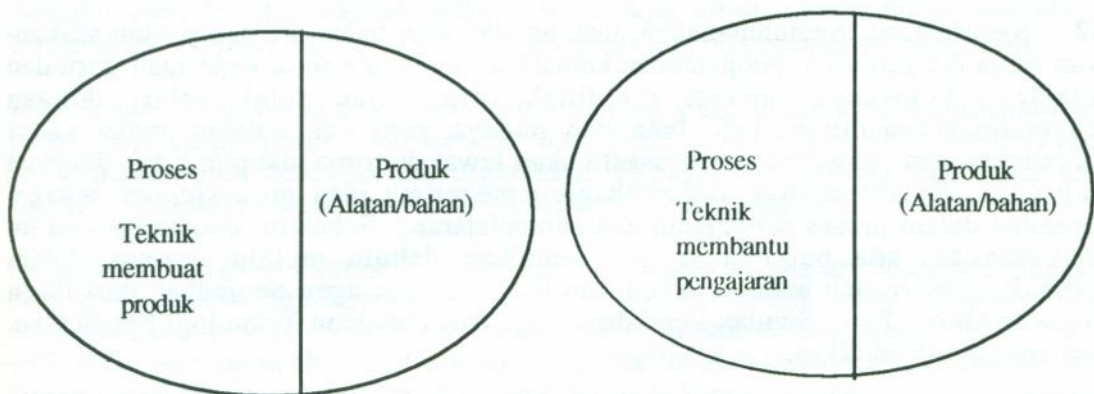 Proses
Teknik
membuat
produk
Produk
(Alatan/bahan)
Proses
Teknik
membantu
pengajaran
Produk
(Alatan/bahan)